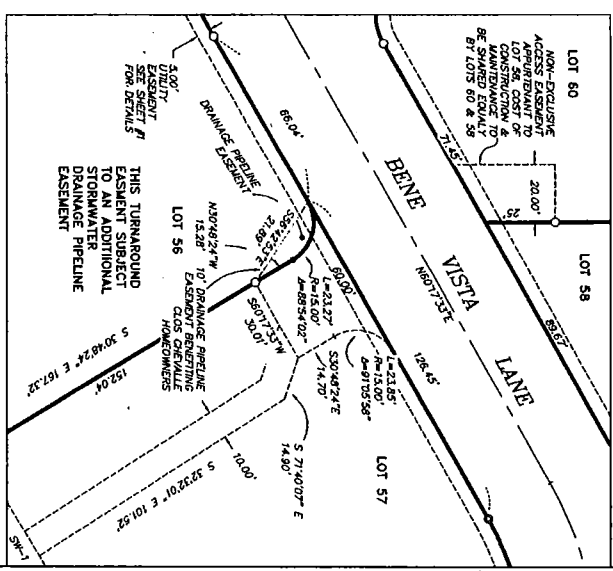 LOT 60
NON-EXCLUSIVE
ACCESS EASEMENT
APPURTENANT TO
LOT 58, COST OF
CONSTRUCTION &
MAINTENANCE TO
BE SHARED EQUALY
BY LOTS 60 & 58
71.45'
20.00'
25'
LOT 58
89.67'
BENE VISTA LANE
N60°17'33"E
5.00'
UTILITY
EASEMENT
SEE SHEET #1
FOR DETAILS
66.04'
DRAINAGE PIPELINE
EASEMENT
60.00'
126.45'
L=23.27'
R=15.00'
Δ=88°54'02"
L=23.85'
R=15.00'
Δ=91°05'58"
S30°48'24"E
14.70'
S 71°40'07" E
14.90'
LOT 57
S58°42'53"E
21.89'
N30°48'24"W
15.28'
S60°17'33"W
30.01'
LOT 56
10' DRAINAGE PIPELINE
EASEMENT BENEFITING
CLOS CHEVALLE
HOMEOWNERS
THIS TURNAROUND
EASMENT SUBJECT
TO AN ADDITIONAL
STORMWATER
DRAINAGE PIPELINE
EASEMENT
S 30°48'24" E 167.32'
152.04'
10.00'
S 32°32'01" E 101.52'
SW-1